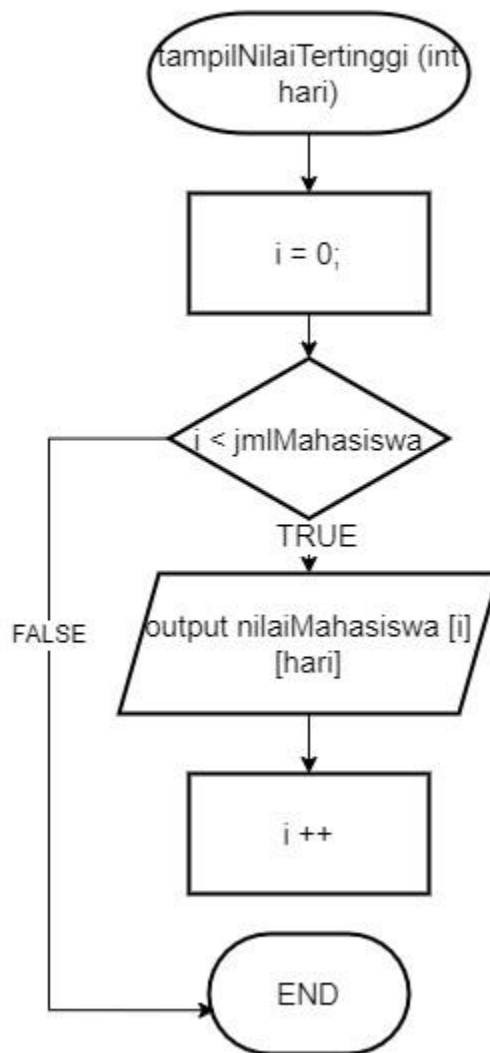 tampilNilaiTertinggi (int
hari)
i = 0;
i < jmlMahasiswa
TRUE
FALSE
output nilaiMahasiswa [i]
[hari]
i ++
END